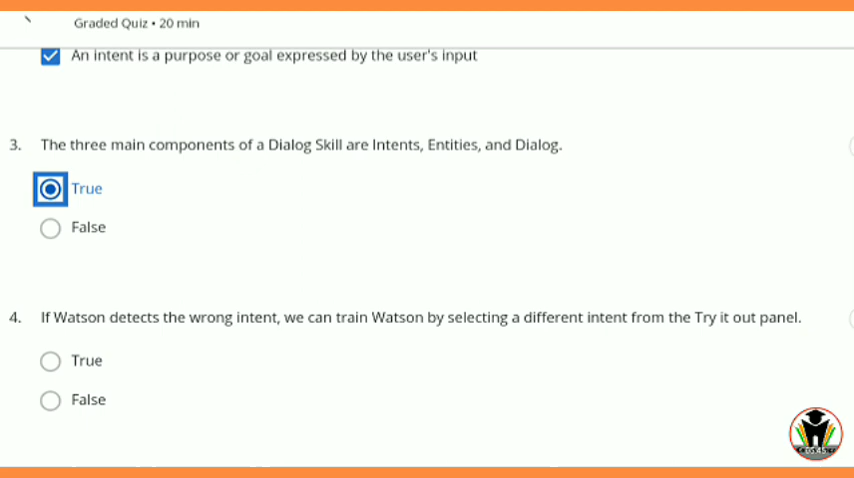 Graded Quiz • 20 min
An intent is a purpose or goal expressed by the user's input
3. The three main components of a Dialog Skill are Intents, Entities, and Dialog.
True
False
4. If Watson detects the wrong intent, we can train Watson by selecting a different intent from the Try it out panel.
True
False